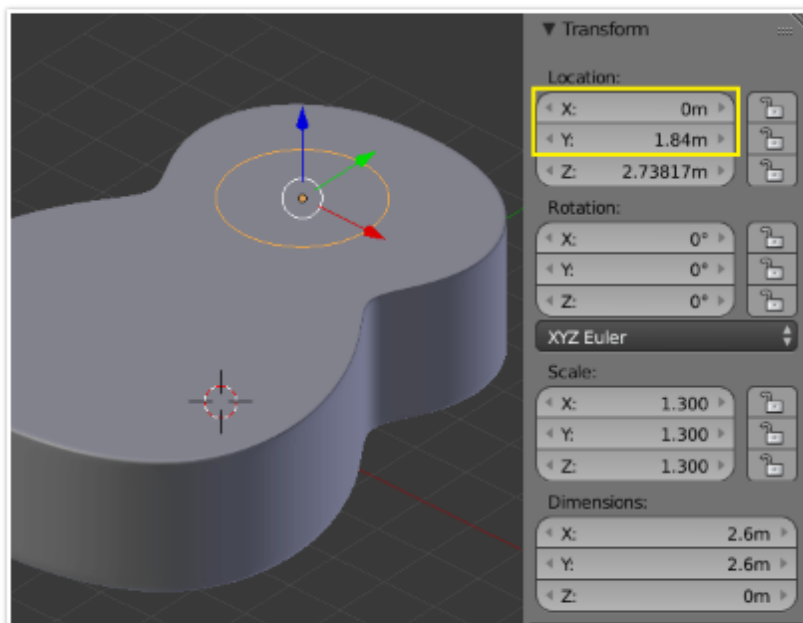 Transform
Location:
X: 0m
Y: 1.84m
Z: 2.73817m
Rotation:
X: 0°
Y: 0°
Z: 0°
XYZ Euler
Scale:
X: 1.300
Y: 1.300
Z: 1.300
Dimensions:
X: 2.6m
Y: 2.6m
Z: 0m